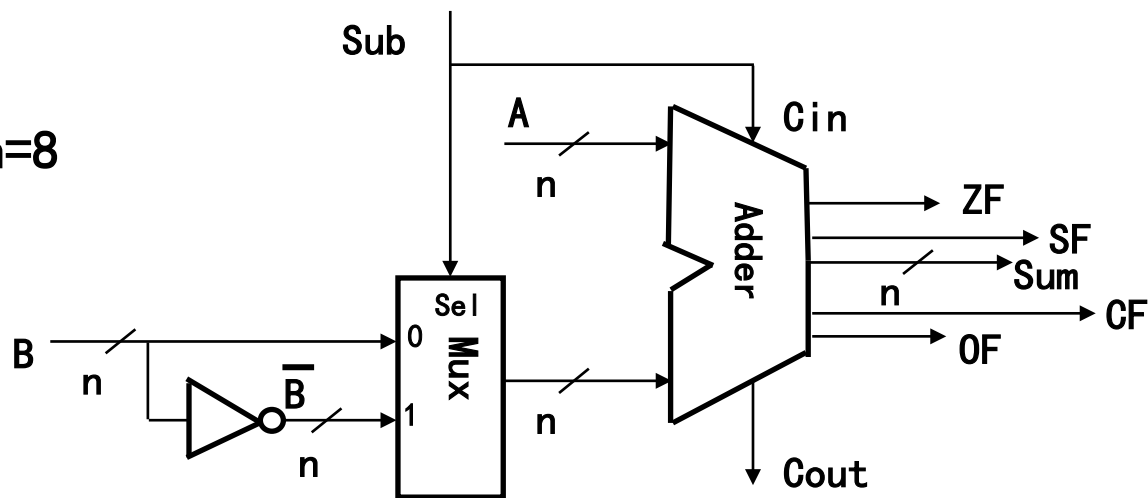 Sub
A
Cin
n=8
n
ZF
SF
Adder
Sum
n
CF
OF
Sel
0
Mux
B
n
B̅
1
n
n
Cout